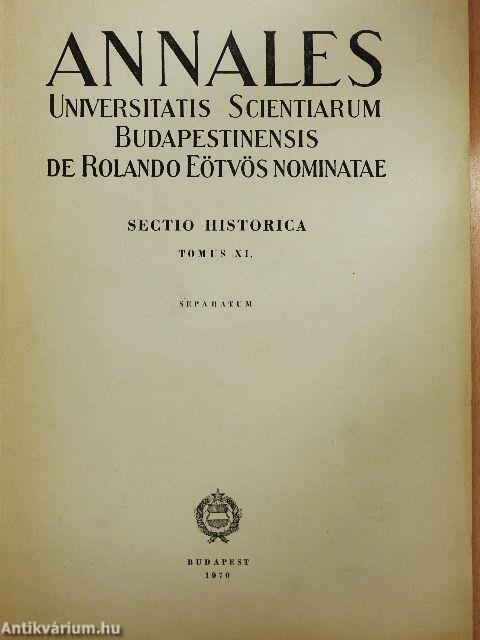 ANNALES
UNIVERSITATIS SCIENTIARUM
BUDAPESTINENSIS
DE ROLANDO EÖTVÖS NOMINATAE
SECTIO HISTORICA
TOMUS XI.
SEPARATUM
BUDAPEST
1970
Antikvárium.hu